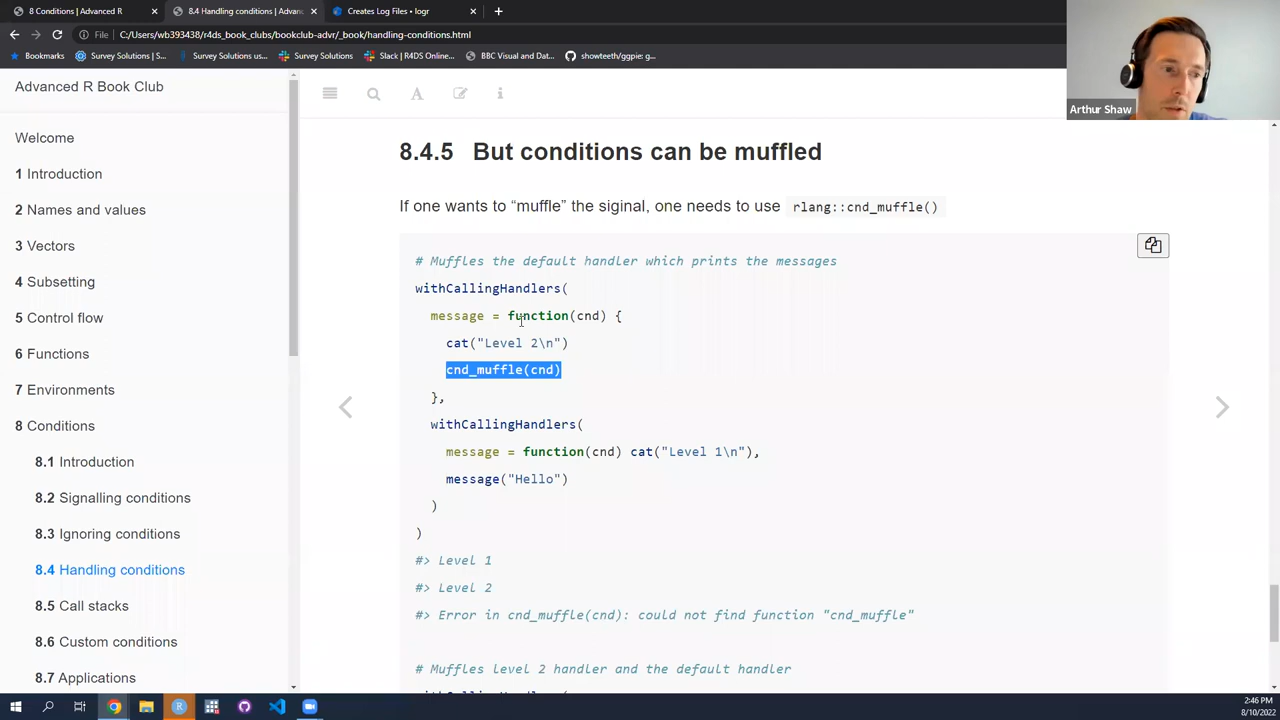 8 Conditions | Advanced R
8.4 Handling conditions | Advan
Creates Log Files • logr
File
C:/Users/wb393438/r4ds_book_clubs/bookclub-advr/_book/handling-conditions.html
Bookmarks
Survey Solutions | S...
Survey Solutions us...
Survey Solutions
Slack | R4DS Onlin...
BBC Visual and Dat...
showteeth/ggpie: g...
Arthur Shaw
Advanced R Book Club
Welcome
1 Introduction
2 Names and values
3 Vectors
4 Subsetting
5 Control flow
6 Functions
7 Environments
8 Conditions
8.1 Introduction
8.2 Signalling conditions
8.3 Ignoring conditions
8.4 Handling conditions
8.5 Call stacks
8.6 Custom conditions
8.7 Applications
8.4.5 But conditions can be muffled
If one wants to “muffle” the siginal, one needs to use rlang::cnd_muffle()
# Muffles the default handler which prints the messages
withCallingHandlers(
message = function(cnd) {
cat("Level 2\n")
cnd_muffle(cnd)
},
withCallingHandlers(
message = function(cnd) cat("Level 1\n"),
message("Hello")
)
)
#> Level 1
#> Level 2
#> Error in cnd_muffle(cnd): could not find function "cnd_muffle"
# Muffles level 2 handler and the default handler
2:46 PM
8/10/2022